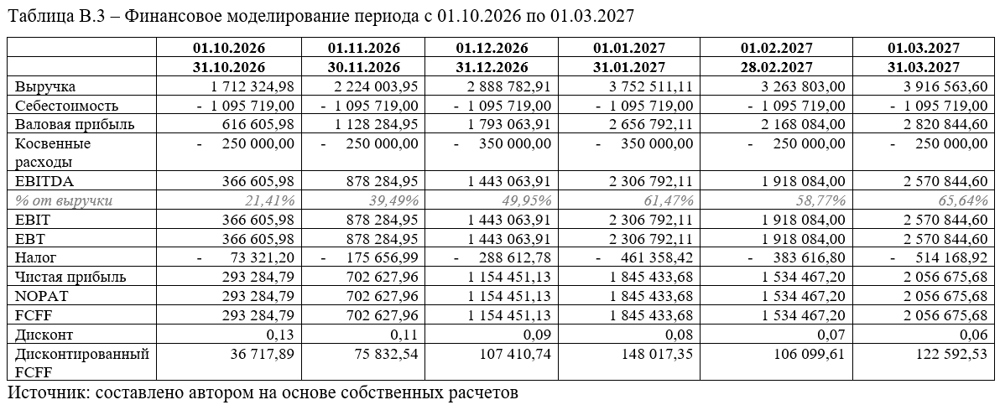 Таблица В.3 – Финансовое моделирование периода с 01.10.2026 по 01.03.2027
01.10.2026 01.11.2026 01.12.2026 01.01.2027 01.02.2027 01.03.2027
31.10.2026 30.11.2026 31.12.2026 31.01.2027 28.02.2027 31.03.2027
Выручка 1 712 324,98 2 224 003,95 2 888 782,91 3 752 511,11 3 263 803,00 3 916 563,60
Себестоимость - 1 095 719,00 - 1 095 719,00 - 1 095 719,00 - 1 095 719,00 - 1 095 719,00 - 1 095 719,00
Валовая прибыль 616 605,98 1 128 284,95 1 793 063,91 2 656 792,11 2 168 084,00 2 820 844,60
Косвенные - 250 000,00 - 250 000,00 - 350 000,00 - 350 000,00 - 250 000,00 - 250 000,00
расходы
EBITDA 366 605,98 878 284,95 1 443 063,91 2 306 792,11 1 918 084,00 2 570 844,60
% от выручки 21,41% 39,49% 49,95% 61,47% 58,77% 65,64%
EBIT 366 605,98 878 284,95 1 443 063,91 2 306 792,11 1 918 084,00 2 570 844,60
EBT 366 605,98 878 284,95 1 443 063,91 2 306 792,11 1 918 084,00 2 570 844,60
Налог - 73 321,20 - 175 656,99 - 288 612,78 - 461 358,42 - 383 616,80 - 514 168,92
Чистая прибыль 293 284,79 702 627,96 1 154 451,13 1 845 433,68 1 534 467,20 2 056 675,68
NOPAT 293 284,79 702 627,96 1 154 451,13 1 845 433,68 1 534 467,20 2 056 675,68
FCFF 293 284,79 702 627,96 1 154 451,13 1 845 433,68 1 534 467,20 2 056 675,68
Дисконт 0,13 0,11 0,09 0,08 0,07 0,06
Дисконтированный 36 717,89 75 832,54 107 410,74 148 017,35 106 099,61 122 592,53
FCFF
Источник: составлено автором на основе собственных расчетов